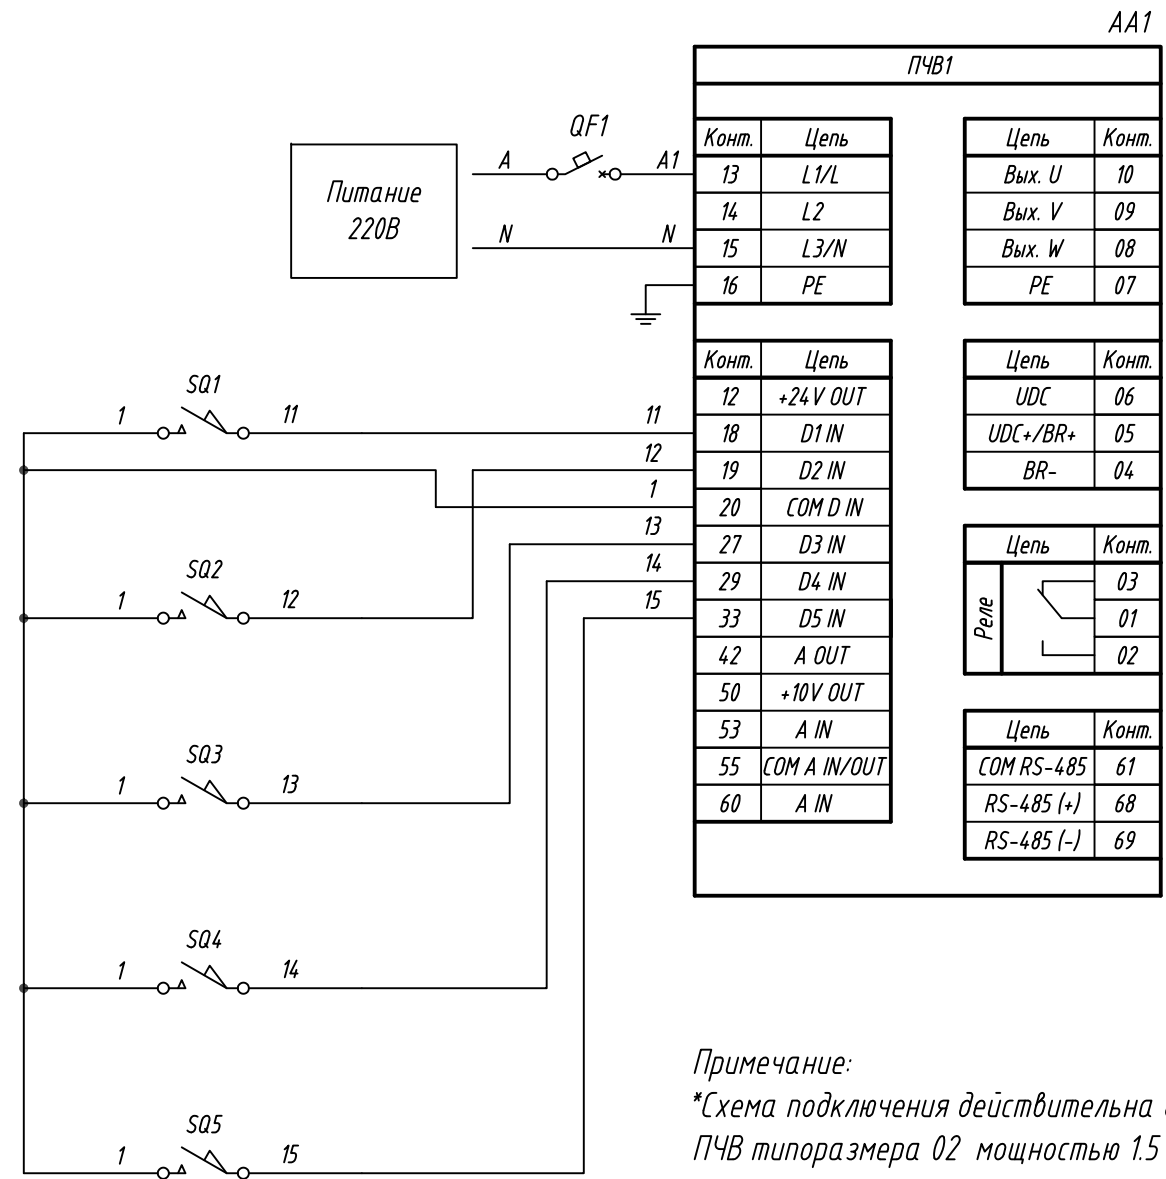 AA1
ПЧВ1
QF1
Питание
220В
A
A1
N
N
Конт. Цепь
13 L1/L
14 L2
15 L3/N
16 PE
Цепь Конт.
Вых. U 10
Вых. V 09
Вых. W 08
PE 07
Конт. Цепь
12 +24V OUT
18 D1 IN
19 D2 IN
20 COM D IN
27 D3 IN
29 D4 IN
33 D5 IN
42 A OUT
50 +10V OUT
53 A IN
55 COM A IN/OUT
60 A IN
Цепь Конт.
UDC 06
UDC+/BR+ 05
BR- 04
Цепь Конт.
Реле
03
01
02
Цепь Конт.
COM RS-485 61
RS-485 (+) 68
RS-485 (-) 69
SQ1
1 11 11
12
1
13
14
15
SQ2
1 12
SQ3
1 13
SQ4
1 14
SQ5
1 15
Примечание:
*Схема подключения действительна
ПЧВ типоразмера 02 мощностью 1.5